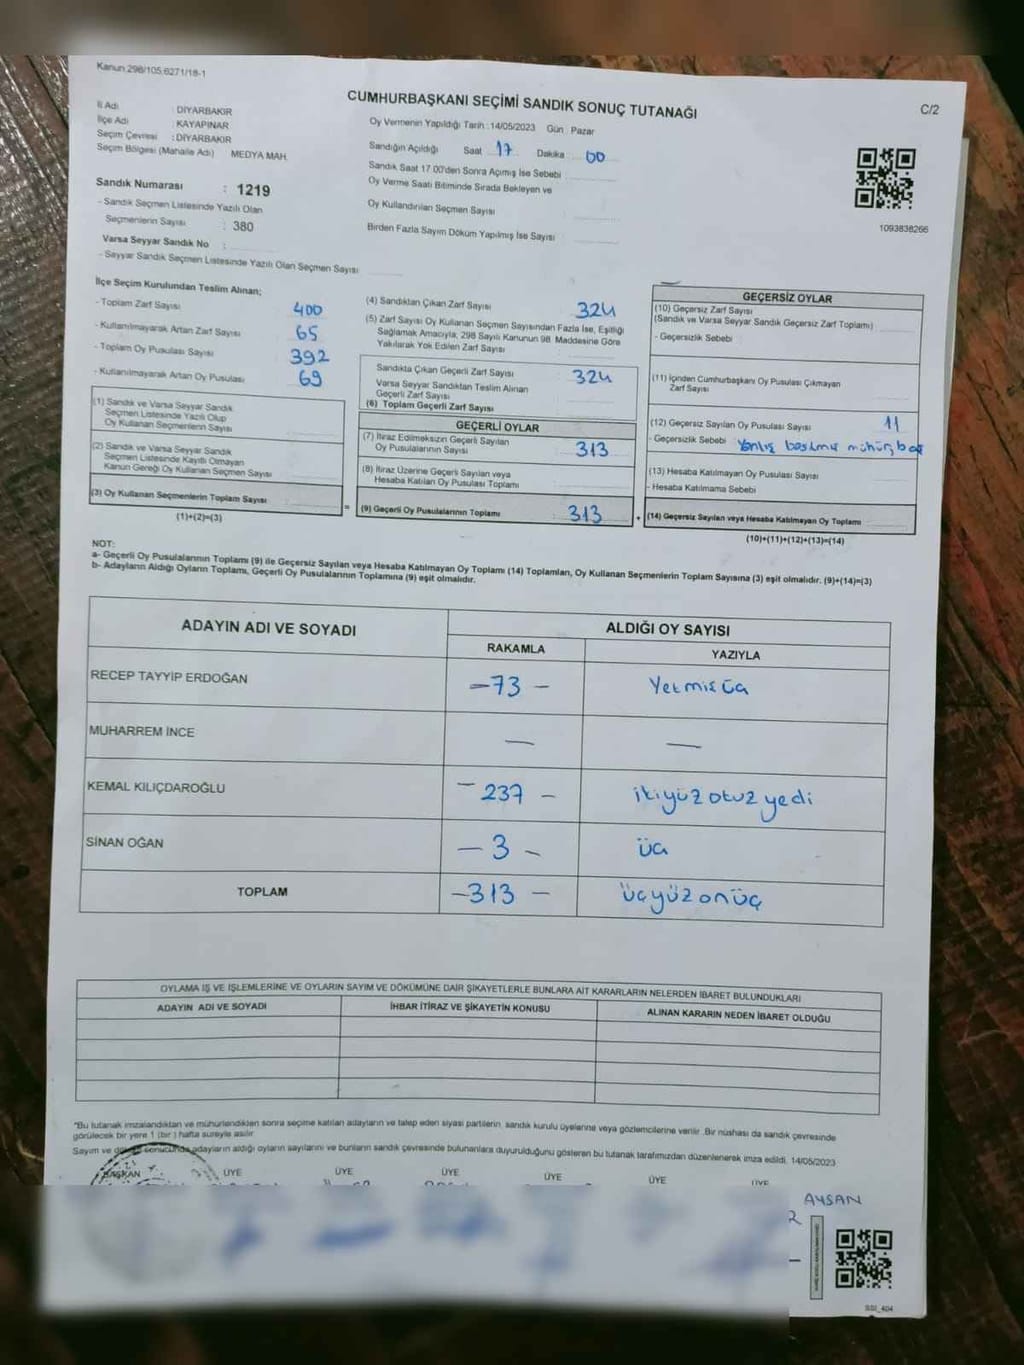 Kanun:298/105;6271/18-1
CUMHURBAŞKANI SEÇİMİ SANDIK SONUÇ TUTANAĞI
C/2
İli Adı : DİYARBAKIR
İlçe Adı : KAYAPINAR
Seçim Çevresi : DİYARBAKIR
Seçim Bölgesi (Mahalle Adı) MEDYA MAH.
Oy Vermenin Yapıldığı Tarih : 14/05/2023 Gün : Pazar
Sandığın Açıldığı Saat 17 Dakika 00
Sandık Saat 17.00'den Sonra Açılmış İse Sebebi
Oy Verme Saati Bitiminde Sırada Bekleyen ve
Oy Kullandırılan Seçmen Sayısı
Birden Fazla Sayım Döküm Yapılmış İse Sayısı
1093838266
Sandık Numarası : 1219
- Sandık Seçmen Listesinde Yazılı Olan
Seçmenlerin Sayısı : 380
Varsa Seyyar Sandık No :
- Seyyar Sandık Seçmen Listesinde Yazılı Olan Seçmen Sayısı
İlçe Seçim Kurulundan Teslim Alınan;
- Toplam Zarf Sayısı 400
- Kullanılmayarak Artan Zarf Sayısı 65
- Toplam Oy Pusulası Sayısı 392
- Kullanılmayarak Artan Oy Pusulası 69
(1) Sandık ve Varsa Seyyar Sandık
Seçmen Listesinde Yazılı Olup
Oy Kullanan Seçmenlerin Sayısı
(2) Sandık ve Varsa Seyyar Sandık
Seçmen Listesinde Kayıtlı Olmayan
Kanun Gereği Oy Kullanan Seçmen Sayısı
(3) Oy Kullanan Seçmenlerin Toplam Sayısı
(1)+(2)=(3)
=
(4) Sandıktan Çıkan Zarf Sayısı 324
(5) Zarf Sayısı Oy Kullanan Seçmen Sayısından Fazla İse, Eşitliği
Sağlamak Amacıyla, 298 Sayılı Kanunun 98. Maddesine Göre
Yakılarak Yok Edilen Zarf Sayısı
Sandıkta Çıkan Geçerli Zarf Sayısı 324
Varsa Seyyar Sandıktan Teslim Alınan
Geçerli Zarf Sayısı
(6) Toplam Geçerli Zarf Sayısı
GEÇERLİ OYLAR
(7) İtiraz Edilmeksizin Geçerli Sayılan
Oy Pusulalarının Sayısı 313
(8) İtiraz Üzerine Geçerli Sayılan veya
Hesaba Katılan Oy Pusulası Toplamı
(9) Geçerli Oy Pusulalarının Toplamı : 313
+
GEÇERSİZ OYLAR
(10) Geçersiz Zarf Sayısı
(Sandık ve Varsa Seyyar Sandık Geçersiz Zarf Toplamı)
- Geçersizlik Sebebi
(11) İçinden Cumhurbaşkanı Oy Pusulası Çıkmayan
Zarf Sayısı
(12) Geçersiz Sayılan Oy Pusulası Sayısı 11
- Geçersizlik Sebebi Yanlış basılmış mühür,boş
(13) Hesaba Katılmayan Oy Pusulası Sayısı
- Hesaba Katılmama Sebebi
(14) Geçersiz Sayılan veya Hesaba Katılmayan Oy Toplamı
(10)+(11)+(12)+(13)=(14)
NOT:
a- Geçerli Oy Pusulalarının Toplamı (9) ile Geçersiz Sayılan veya Hesaba Katılmayan Oy Toplamı (14) Toplamları, Oy Kullanan Seçmenlerin Toplam Sayısına (3) eşit olmalıdır. (9)+(14)=(3)
b- Adayların Aldığı Oyların Toplamı, Geçerli Oy Pusulalarının Toplamına (9) eşit olmalıdır.
ADAYIN ADI VE SOYADI ALDIĞI OY SAYISI
RAKAMLA YAZIYLA
RECEP TAYYİP ERDOĞAN -73- Yetmiş üç
MUHARREM İNCE — —
KEMAL KILIÇDAROĞLU - 237 - ikiyüz otuz yedi
SİNAN OĞAN - 3 - üç
TOPLAM -313 - üçyüz onüç
OYLAMA İŞ VE İŞLEMLERİNE VE OYLARIN SAYIM VE DÖKÜMÜNE DAİR ŞİKAYETLERLE BUNLARA AİT KARARLARIN NELERDEN İBARET BULUNDUKLARI
ADAYIN ADI VE SOYADI İHBAR İTİRAZ VE ŞİKAYETİN KONUSU ALINAN KARARIN NEDEN İBARET OLDUĞU
*Bu tutanak imzalandıktan ve mühürlendikten sonra seçime katılan adayların ve talep eden siyasi partilerin, sandık kurulu üyelerine veya gözlemcilerine verilir. Bir nüshası da sandık çevresinde
görülecek bir yere 1 (bir) hafta süreyle asılır.
Sayım ve döküm sonucunda adayların aldığı oyların sayılarını ve bunların sandık çevresinde bulunanlara duyurulduğunu gösteren bu tutanak tarafımızdan düzenlenerek imza edildi. 14/05/2023
BAŞKAN ÜYE ÜYE ÜYE ÜYE ÜYE ÜYE
AYSAN
SSI_404